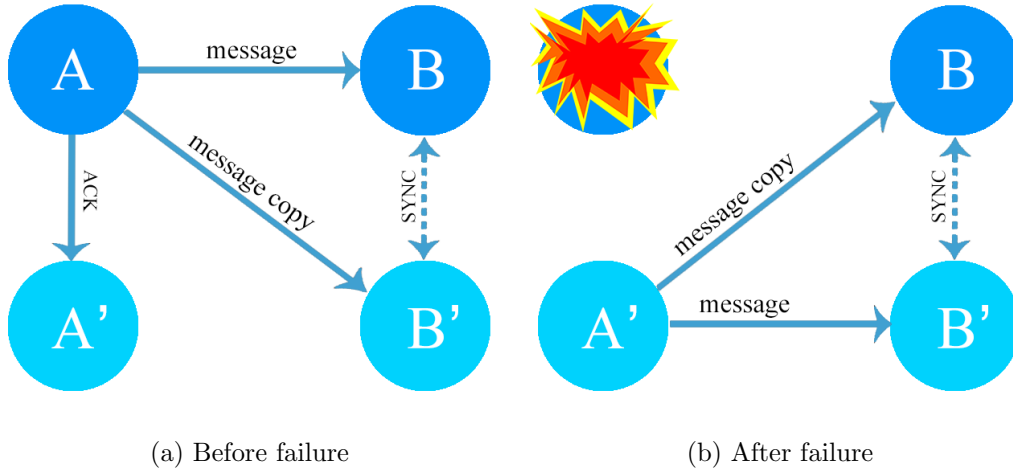 A
message
B
message copy
ACK
SYNC
A’
B’
(a) Before failure
B
message copy
SYNC
A’
message
B’
(b) After failure